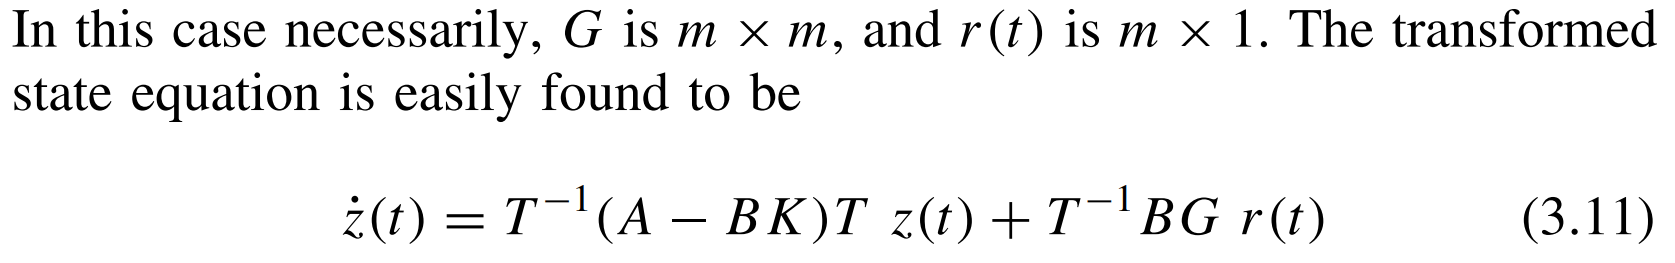 In this case necessarily, G is m × m, and r(t) is m × 1. The transformed
state equation is easily found to be
ż(t) = T⁻¹(A − BK)T z(t) + T⁻¹BG r(t) (3.11)